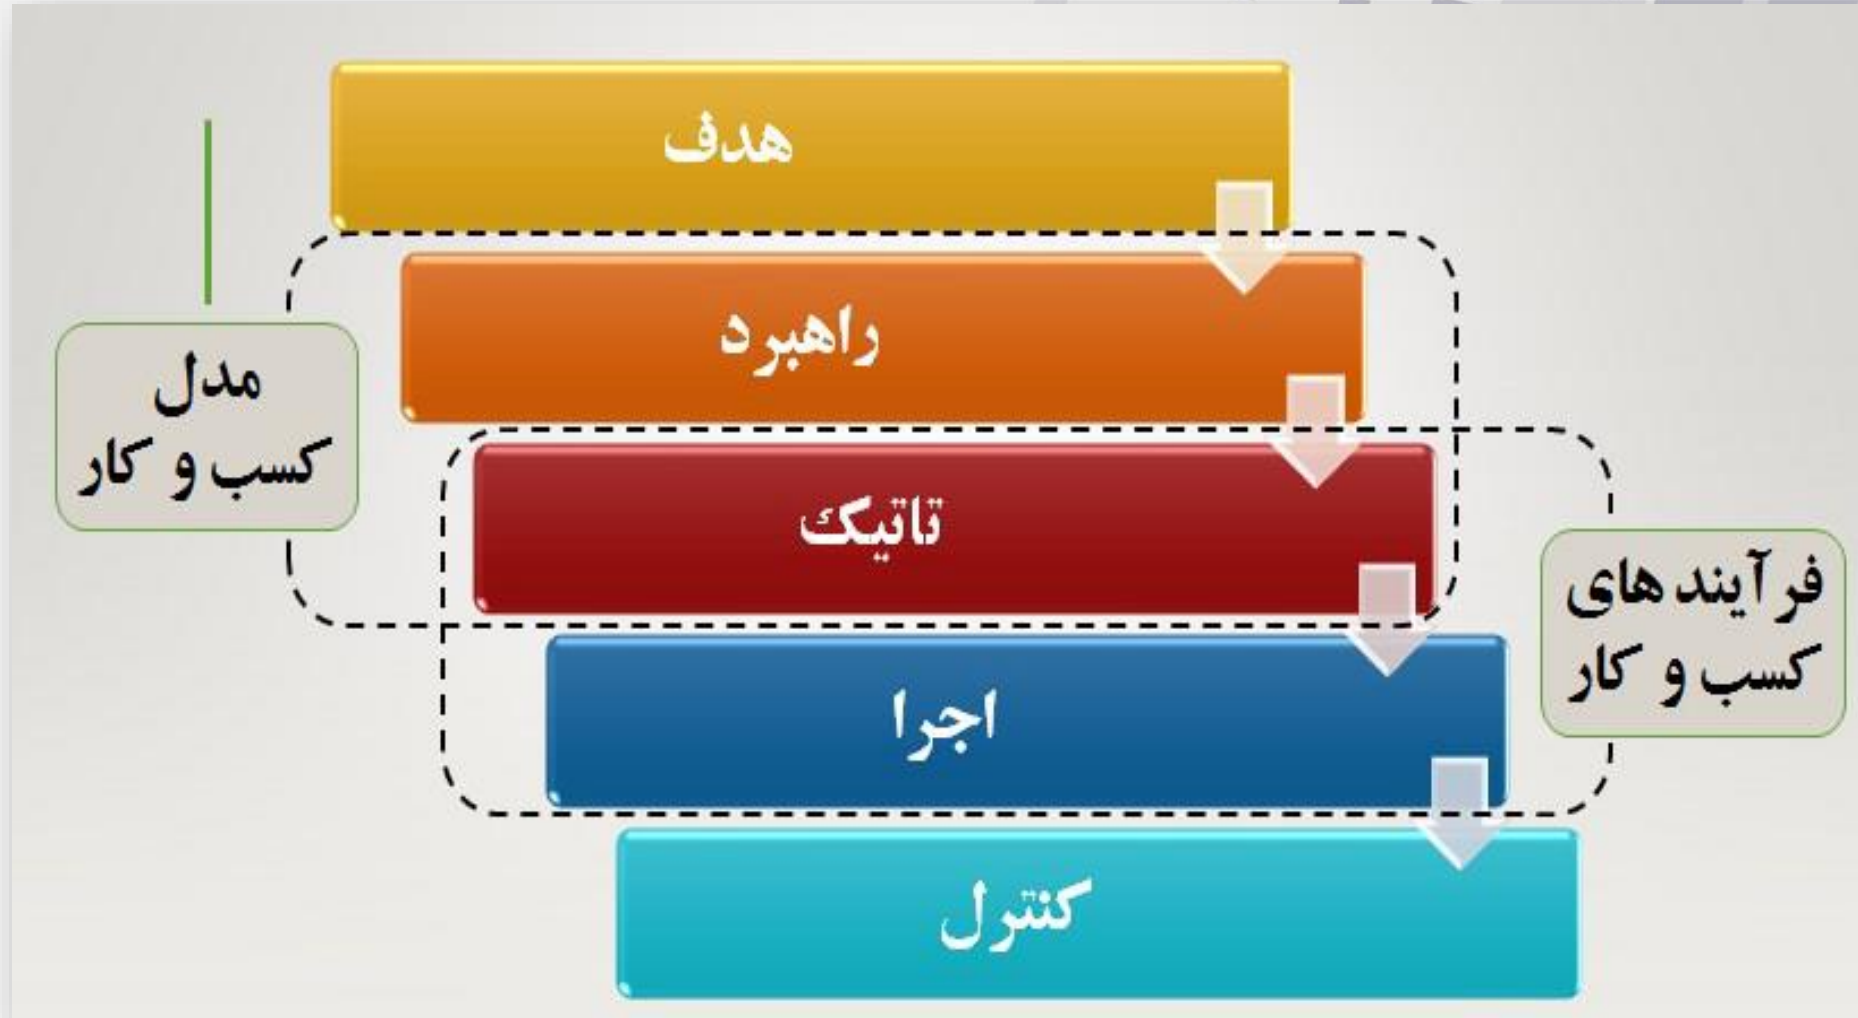 هدف
راهبرد
مدل
کسب و کار
تاتیک
فرآیند های
کسب و کار
اجرا
کنترل